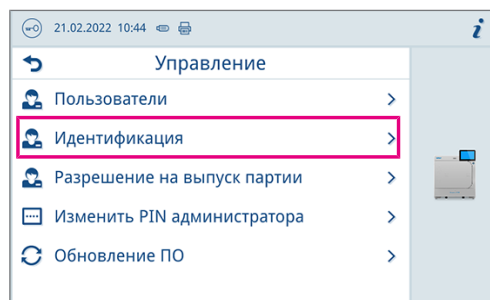 21.02.2022 10:44
Управление
Пользователи
Идентификация
Разрешение на выпуск партии
Изменить PIN администратора
Обновление ПО